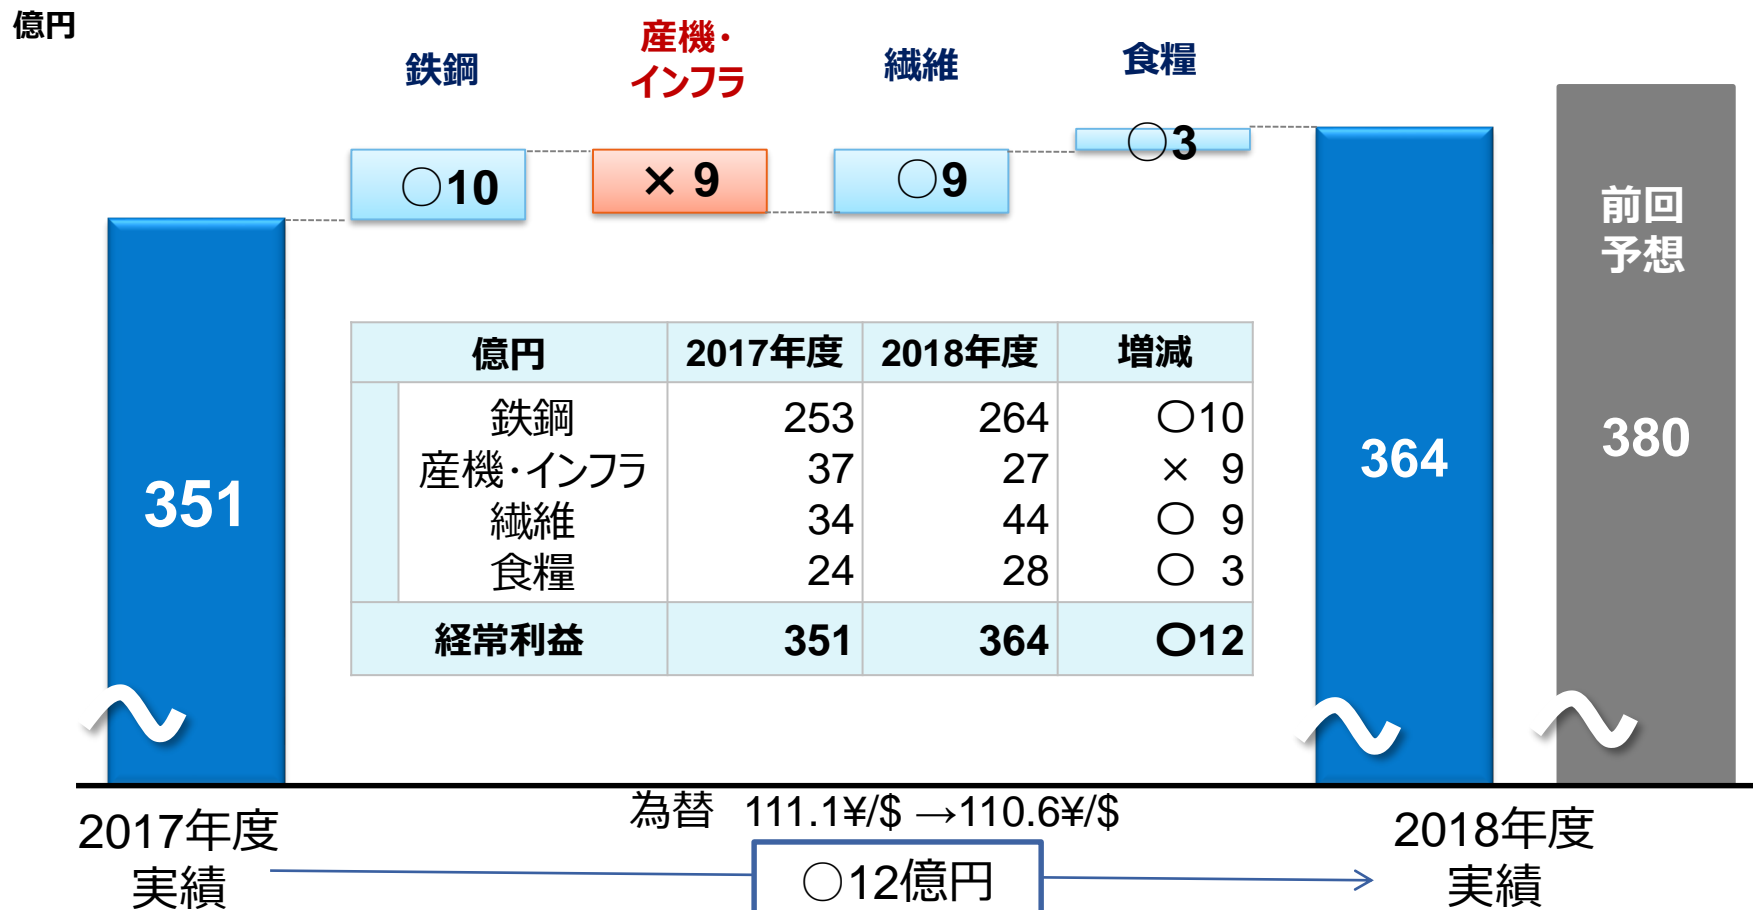 億円
鉄鋼
産機・
インフラ
繊維
食糧
○10
× 9
○9
○3
前回
予想
億円 2017年度 2018年度 増減
鉄鋼 253 264 ○10
産機・インフラ 37 27 × 9
繊維 34 44 ○ 9
食糧 24 28 ○ 3
経常利益 351 364 ○12
351
364
380
為替 111.1¥/$ →110.6¥/$
2017年度
実績
○12億円
2018年度
実績